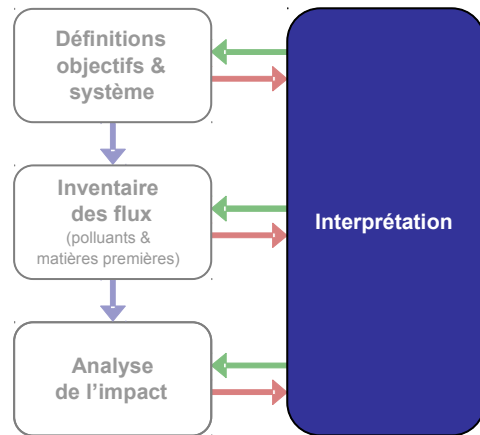 Définitions
objectifs &
système
Inventaire
des flux
(polluants &
matières premières)
Interprétation
Analyse
de l’impact